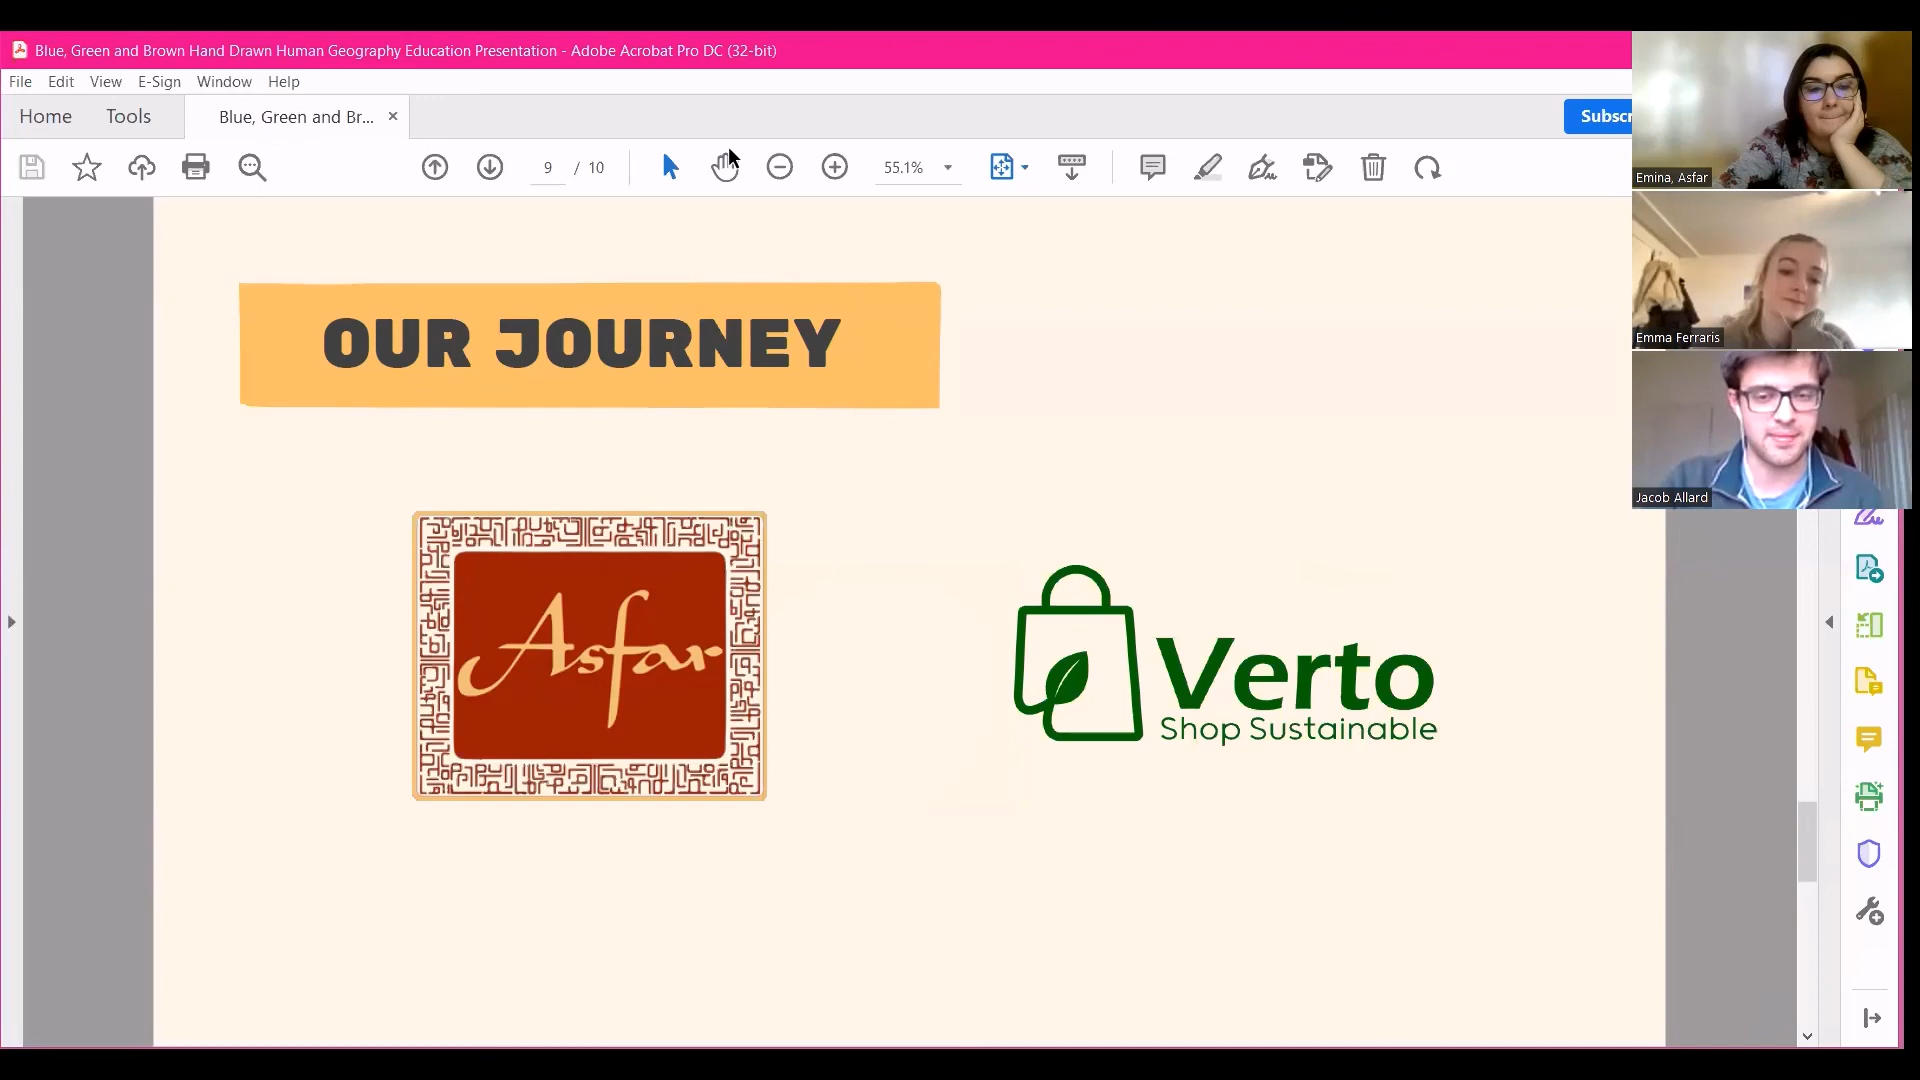 Blue, Green and Brown Hand Drawn Human Geography Education Presentation - Adobe Acrobat Pro DC (32-bit)
File Edit View E-Sign Window Help
Home Tools Blue, Green and Br... × Subscr
9 / 10 55.1%
OUR JOURNEY
Asfar
Verto
Shop Sustainable
Emina, Asfar
Emma Ferraris
Jacob Allard